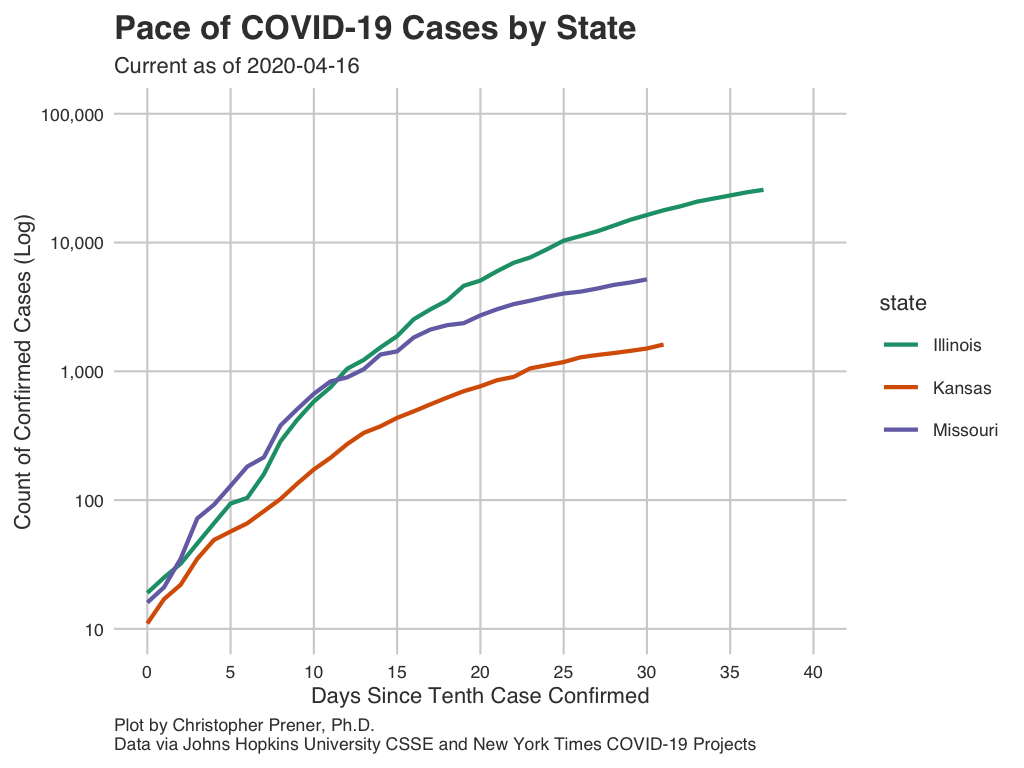 Pace of COVID-19 Cases by State
Current as of 2020-04-16
Count of Confirmed Cases (Log)
100,000
10,000
1,000
100
10
0 5 10 15 20 25 30 35 40
Days Since Tenth Case Confirmed
state
Illinois
Kansas
Missouri
Plot by Christopher Prener, Ph.D.
Data via Johns Hopkins University CSSE and New York Times COVID-19 Projects